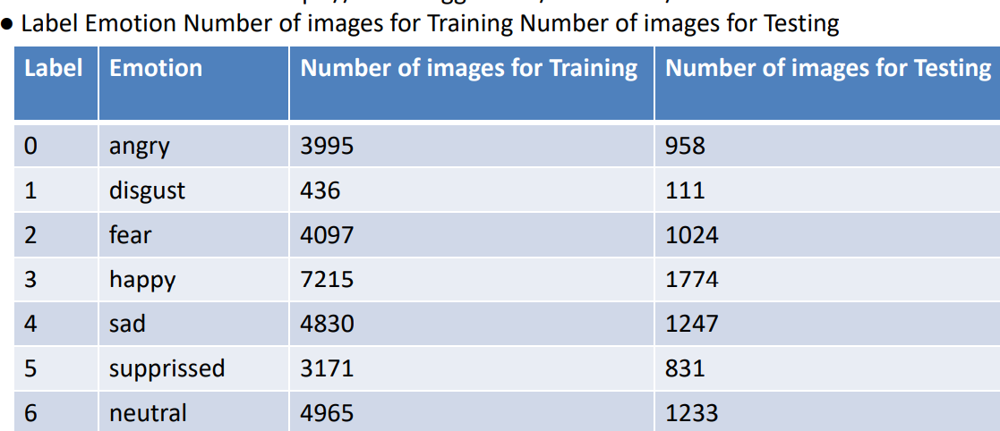 ● Label Emotion Number of images for Training Number of images for Testing
Label Emotion Number of images for Training Number of images for Testing
0 angry 3995 958
1 disgust 436 111
2 fear 4097 1024
3 happy 7215 1774
4 sad 4830 1247
5 supprissed 3171 831
6 neutral 4965 1233